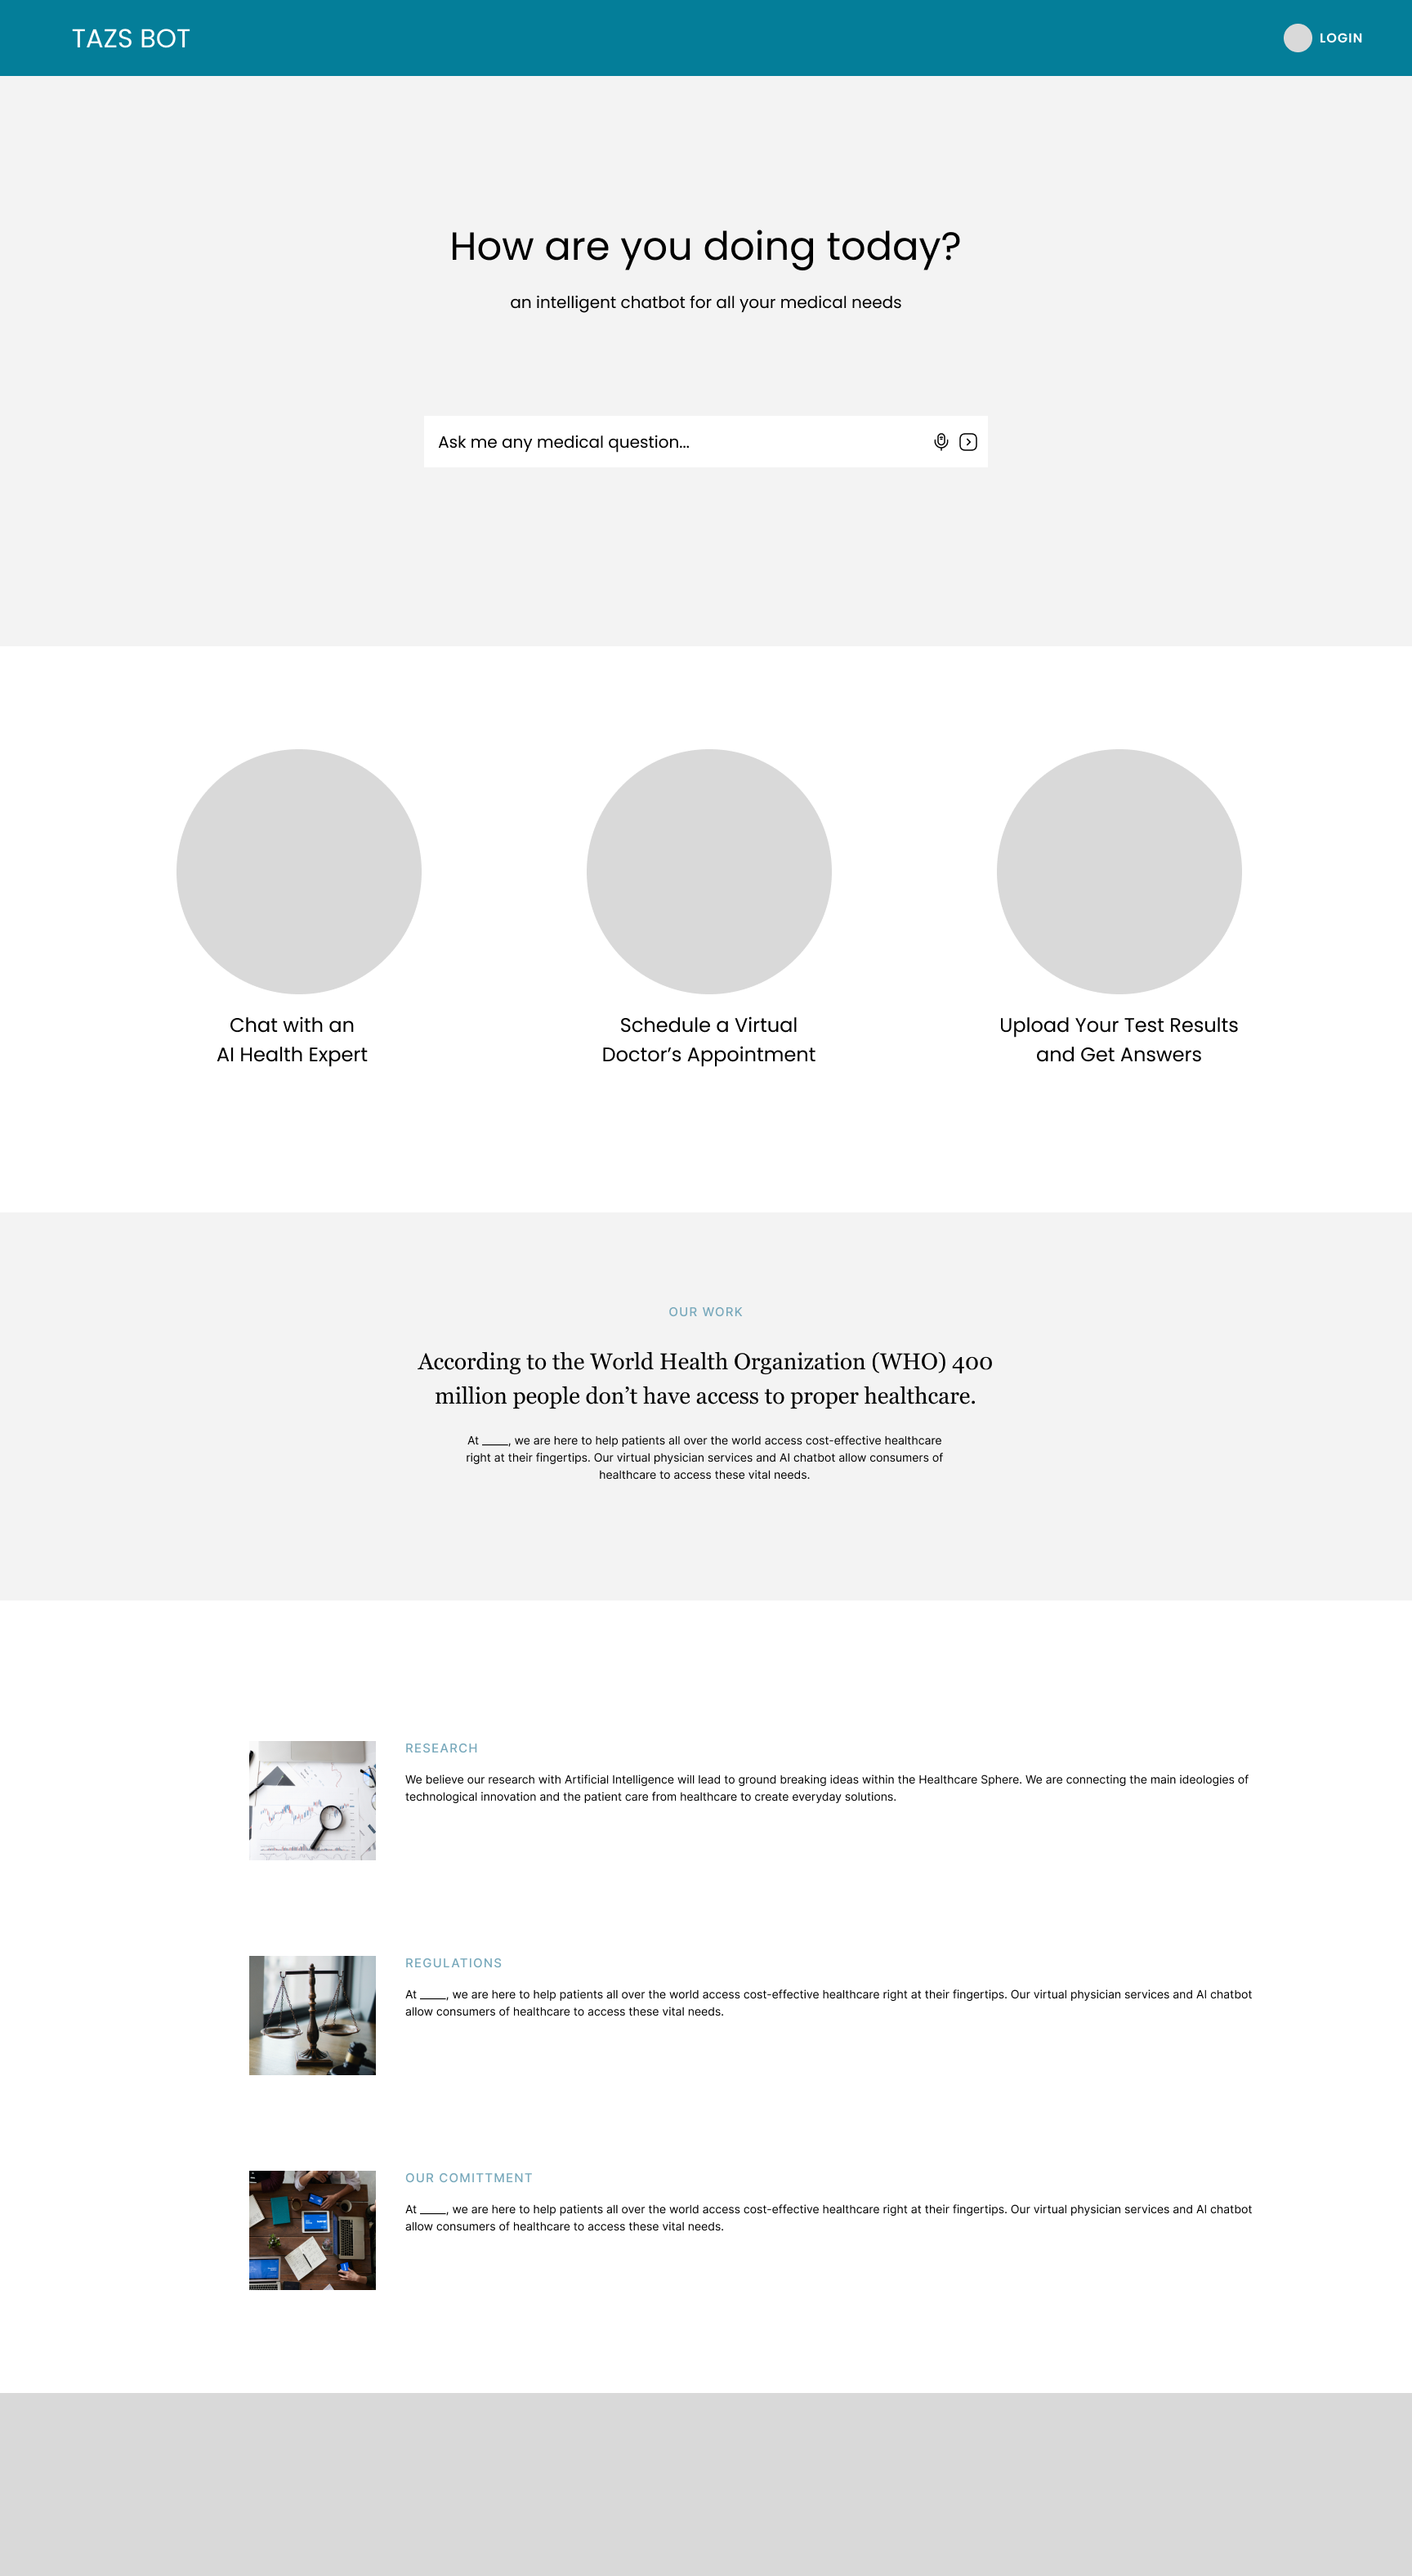 TAZS BOT
LOGIN
How are you doing today?
an intelligent chatbot for all your medical needs
Ask me any medical question...
Chat with an
AI Health Expert
Schedule a Virtual
Doctor’s Appointment
Upload Your Test Results
and Get Answers
OUR WORK
According to the World Health Organization (WHO) 400
million people don’t have access to proper healthcare.
At _____, we are here to help patients all over the world access cost-effective healthcare
right at their fingertips. Our virtual physician services and AI chatbot allow consumers of
healthcare to access these vital needs.
RESEARCH
We believe our research with Artificial Intelligence will lead to ground breaking ideas within the Healthcare Sphere. We are connecting the main ideologies of
technological innovation and the patient care from healthcare to create everyday solutions.
REGULATIONS
At _____, we are here to help patients all over the world access cost-effective healthcare right at their fingertips. Our virtual physician services and AI chatbot
allow consumers of healthcare to access these vital needs.
OUR COMITTMENT
At _____, we are here to help patients all over the world access cost-effective healthcare right at their fingertips. Our virtual physician services and AI chatbot
allow consumers of healthcare to access these vital needs.